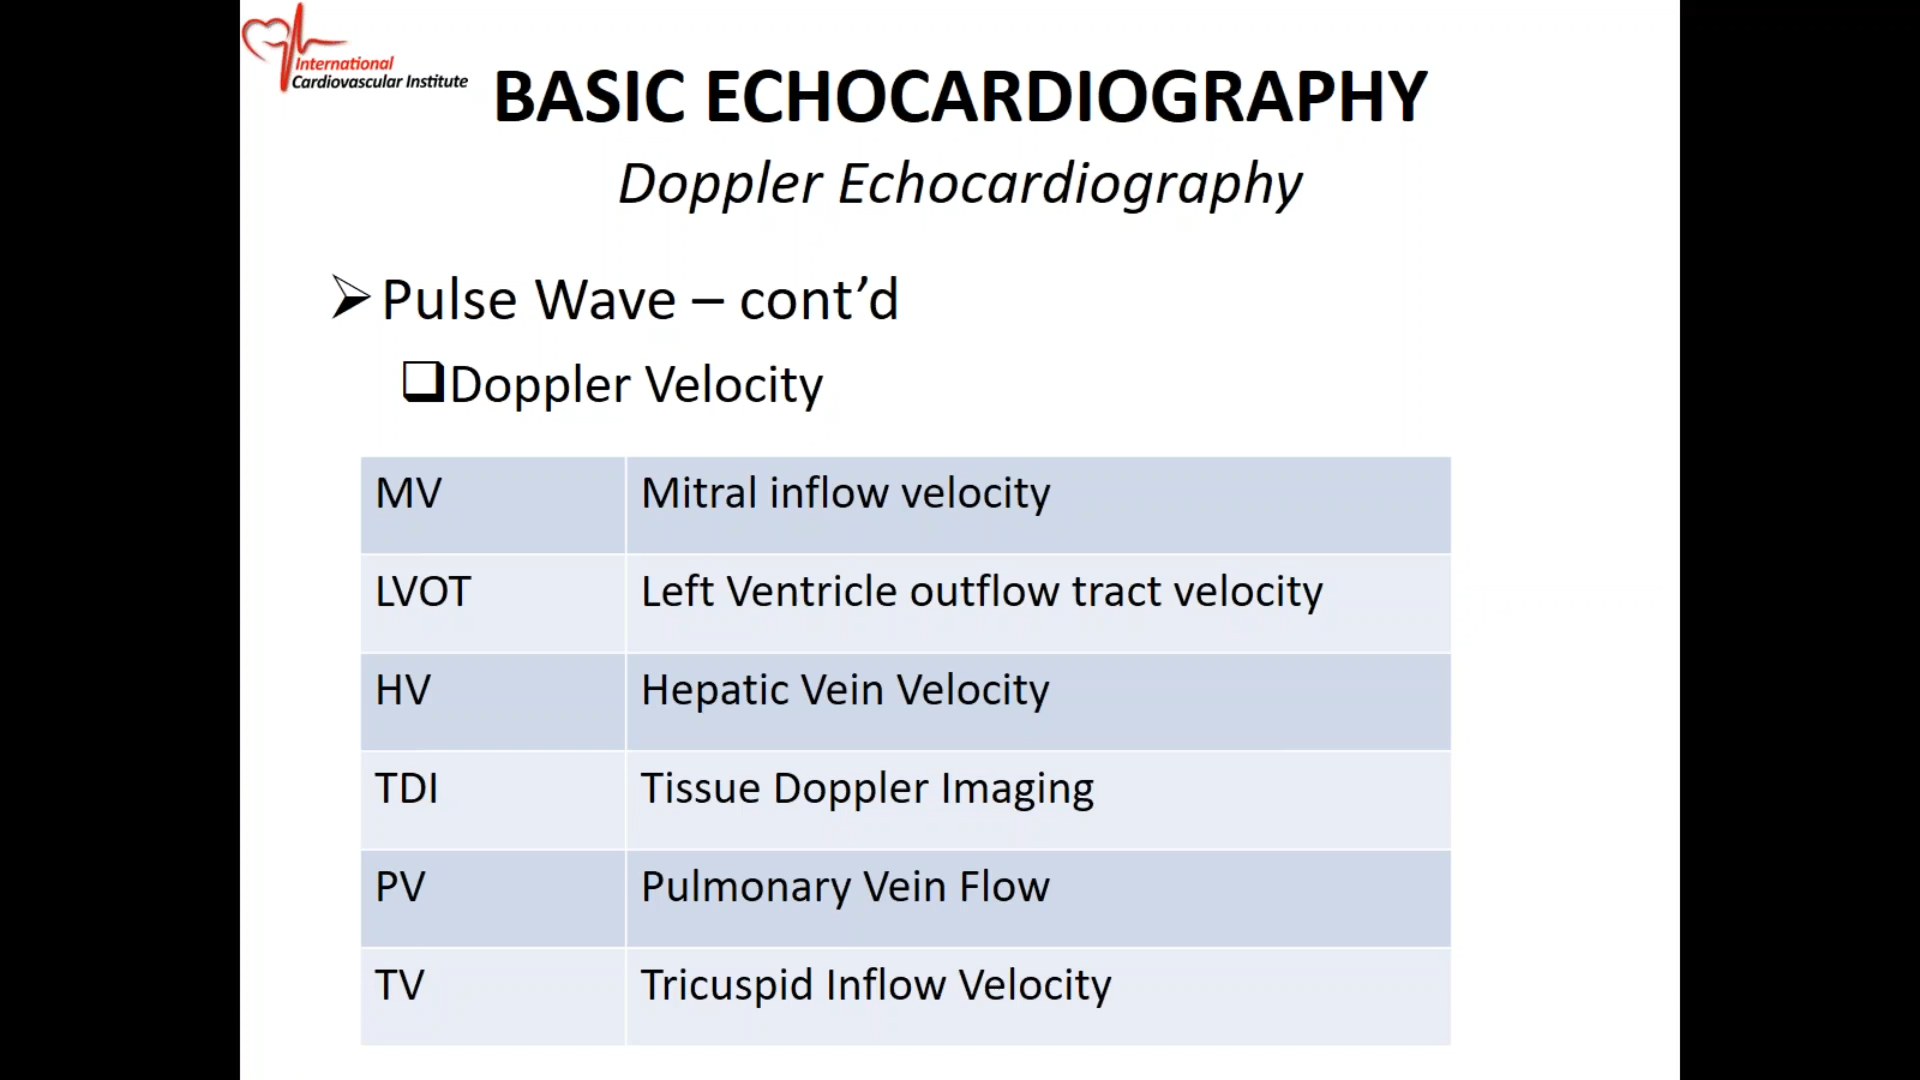 International
Cardiovascular Institute
BASIC ECHOCARDIOGRAPHY
Doppler Echocardiography
Pulse Wave – cont’d
Doppler Velocity
MV Mitral inflow velocity
LVOT Left Ventricle outflow tract velocity
HV Hepatic Vein Velocity
TDI Tissue Doppler Imaging
PV Pulmonary Vein Flow
TV Tricuspid Inflow Velocity